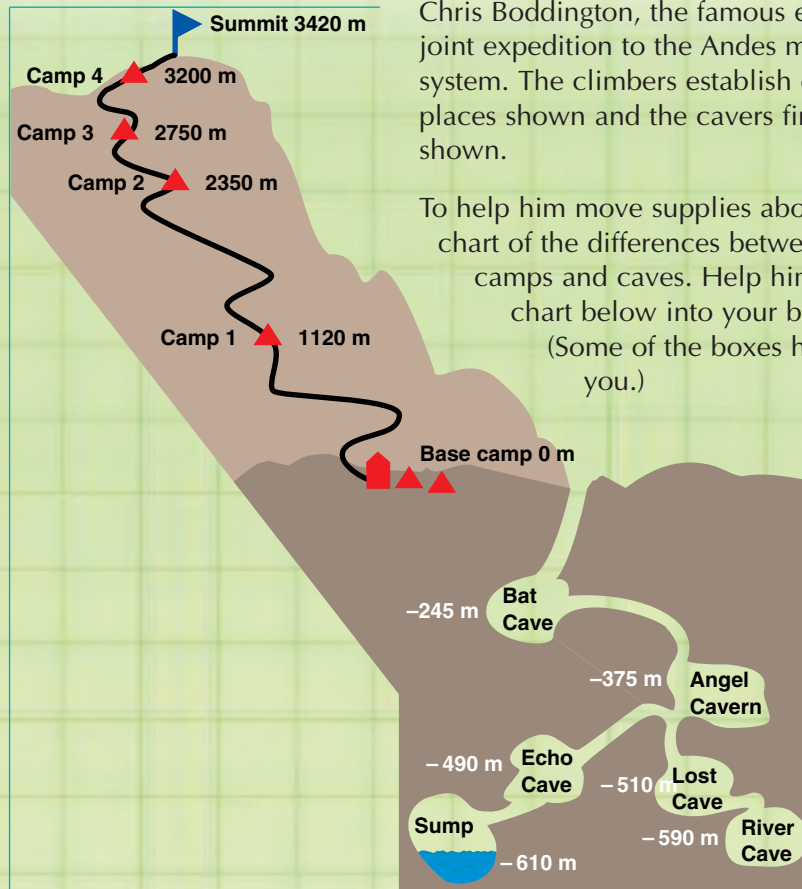 Summit 3420 m
Camp 4 3200 m
Camp 3 2750 m
Camp 2 2350 m
Camp 1 1120 m
Base camp 0 m
Chris Boddington, the famous
joint expedition to the Andes
system. The climbers establish
places shown and the cavers
shown.
To help him move supplies
chart of the differences
camps and caves. Help
chart below into your
(Some of the boxes
you.)
–245 m
Bat
Cave
–375 m
Angel
Cavern
–490 m
Echo
Cave
–510 m
Lost
Cave
Sump
–590 m
River
Cave
–610 m